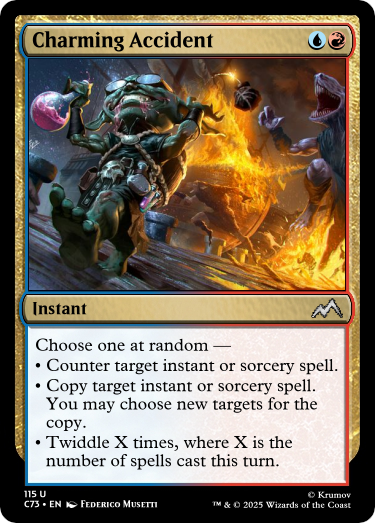 Charming Accident
Instant
Choose one at random —
• Counter target instant or sorcery spell.
• Copy target instant or sorcery spell.
You may choose new targets for the
copy.
• Twiddle X times, where X is the
number of spells cast this turn.
115 U
© Krumov
C73 • EN Federico Musetti
™ & © 2025 Wizards of the Coast